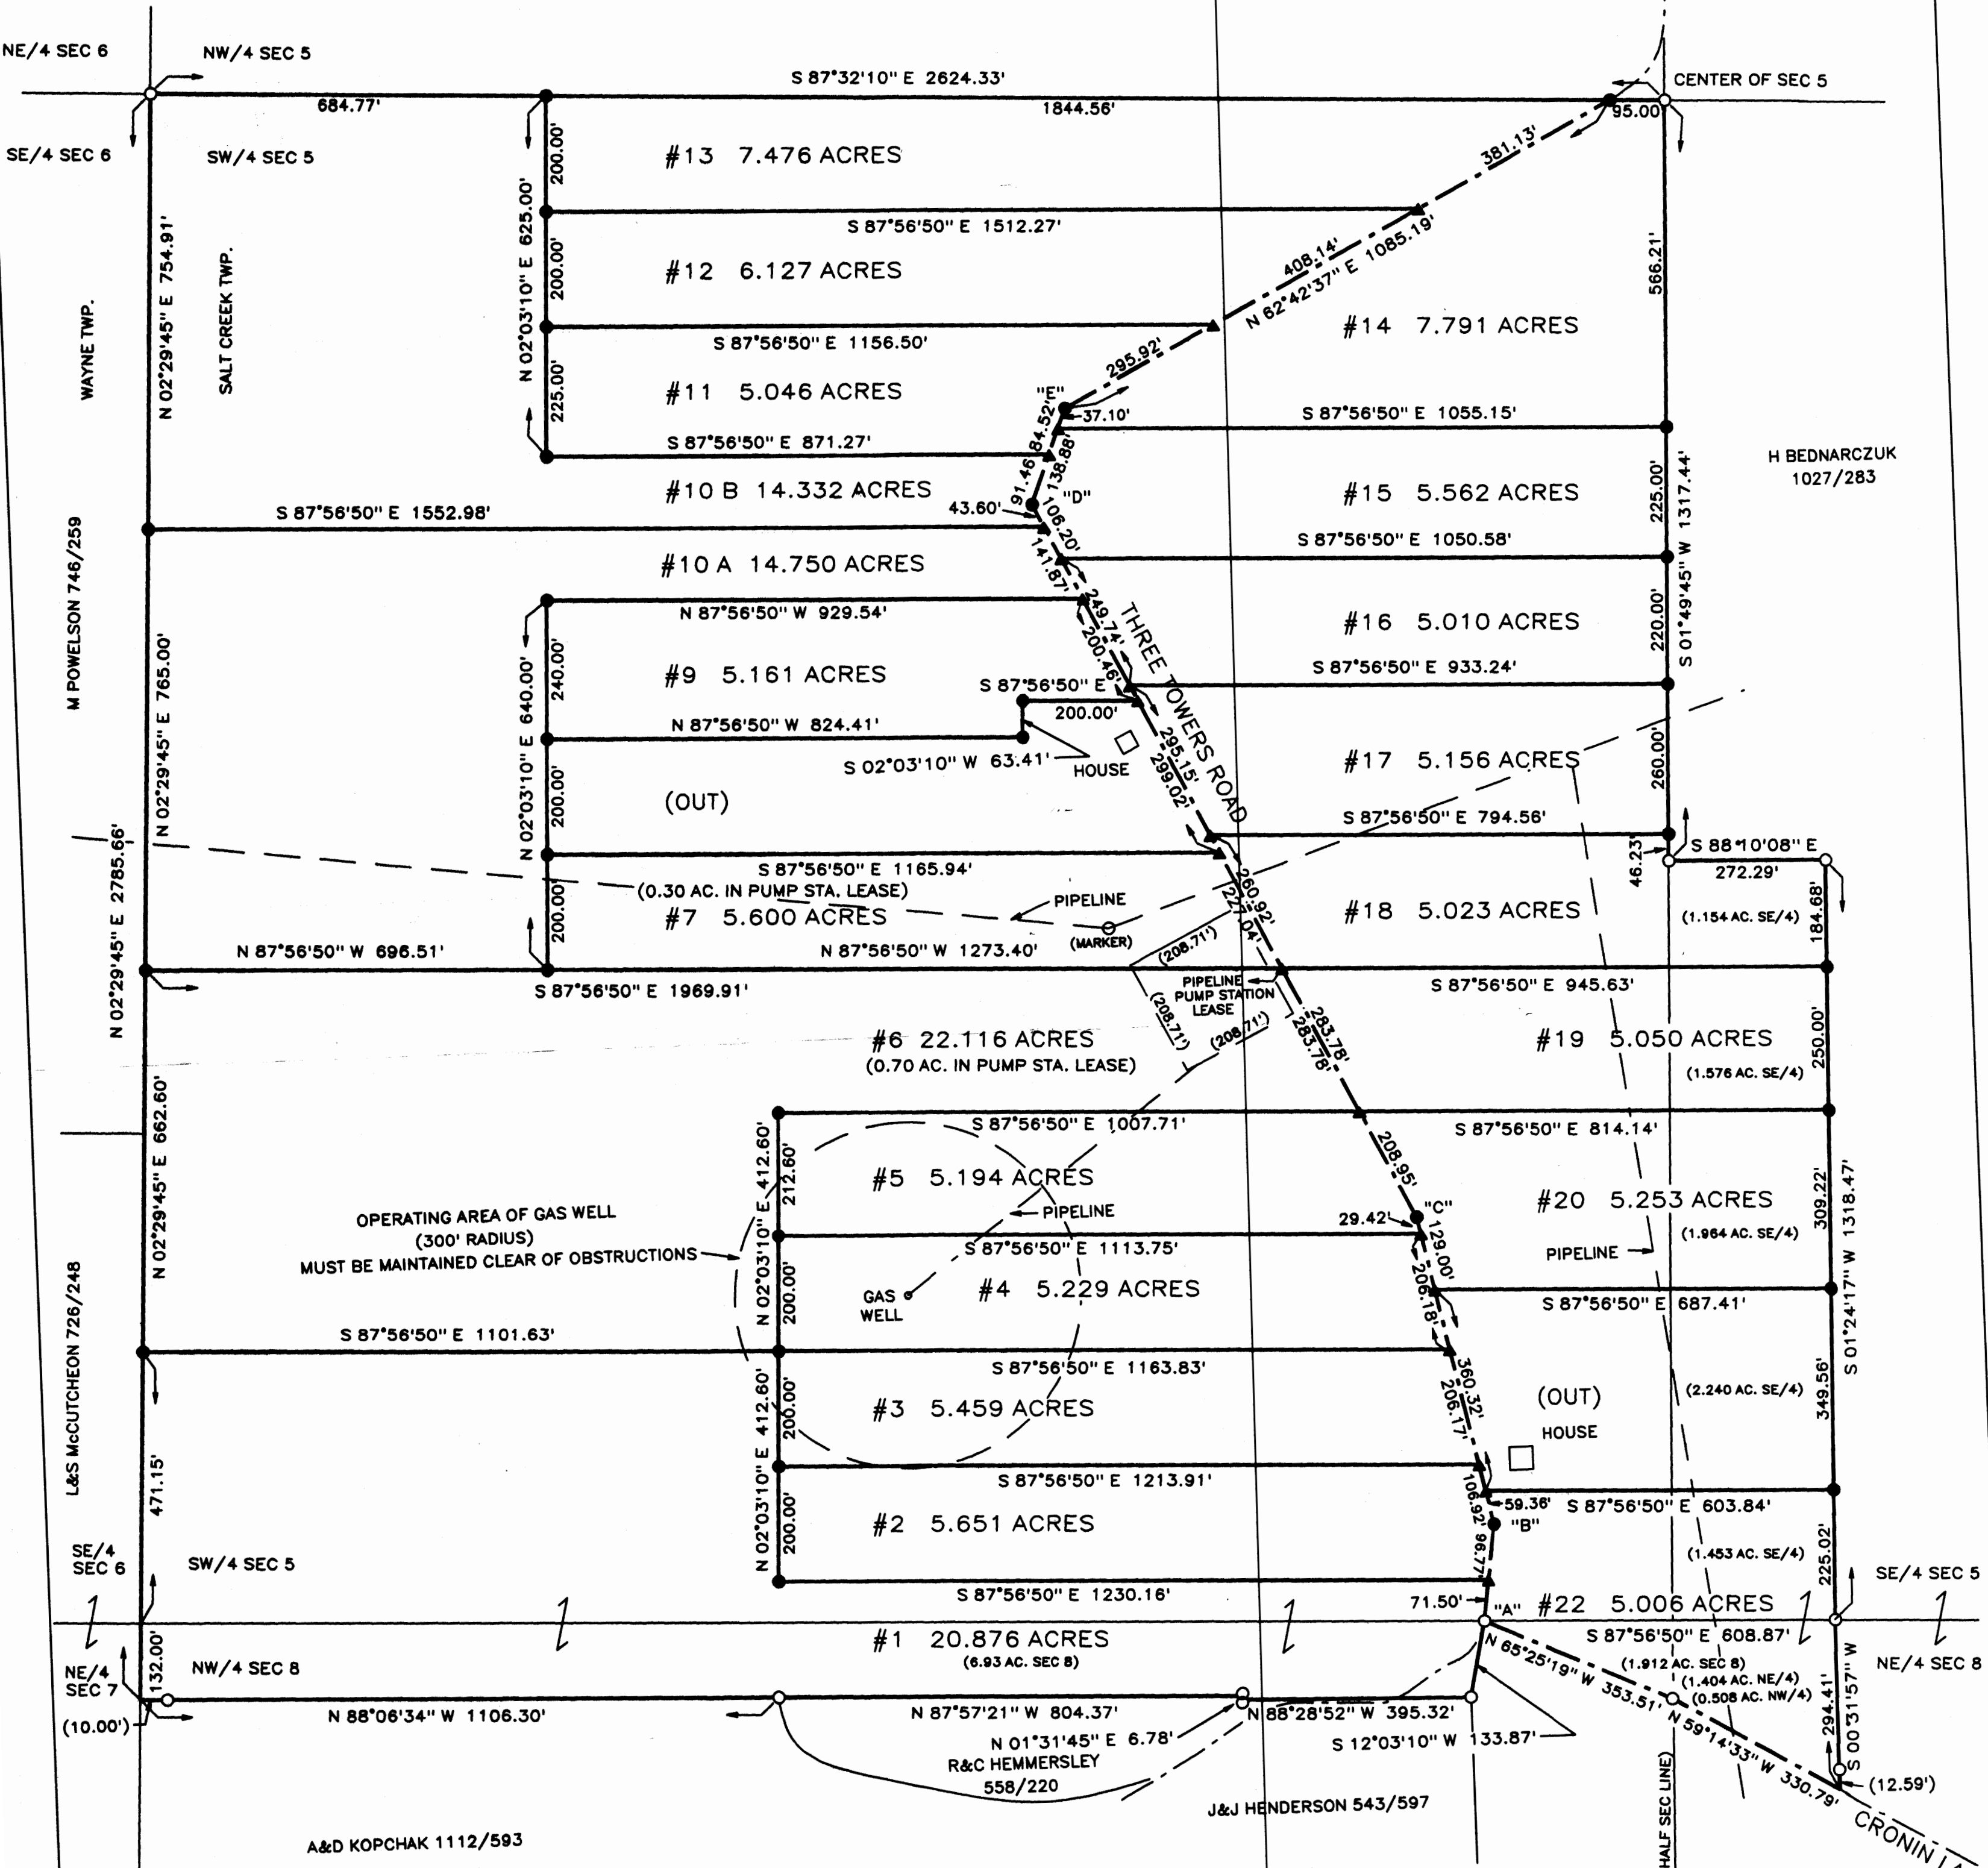 NE/4 SEC 6
NW/4 SEC 5
S 87°32'10" E 2624.33'
CENTER OF SEC 5
684.77'
1844.56'
95.00'
SE/4 SEC 6
SW/4 SEC 5
WAYNE TWP.
SALT CREEK TWP.
N 02°29'45" E 754.91'
N 02°03'10" E 625.00'
200.00'
#13 7.476 ACRES
381.13'
S 87°56'50" E 1512.27'
200.00'
#12 6.127 ACRES
408.14'
N 62°42'37" E 1085.19'
566.21'
#14 7.791 ACRES
S 87°56'50" E 1156.50'
225.00'
#11 5.046 ACRES
295.92'
"E"
37.10'
84.52'
S 87°56'50" E 1055.15'
S 87°56'50" E 871.27'
138.88'
91.46'
H BEDNARCZUK
1027/283
#10 B 14.332 ACRES
"D"
43.60'
106.20'
#15 5.562 ACRES
225.00'
S 01°49'45" W 1317.44'
M POWELSON 746/259
S 87°56'50" E 1552.98'
S 87°56'50" E 1050.58'
#10 A 14.750 ACRES
141.87'
N 87°56'50" W 929.54'
249.74'
THREE TOWERS ROAD
#16 5.010 ACRES
220.00'
N 02°29'45" E 765.00'
N 02°03'10" E 640.00'
240.00'
#9 5.161 ACRES
200.46'
S 87°56'50" E
200.00'
S 87°56'50" E 933.24'
N 87°56'50" W 824.41'
S 02°03'10" W 63.41'
HOUSE
295.15'
299.02'
#17 5.156 ACRES
260.00'
(OUT)
200.00'
S 87°56'50" E 794.56'
N 02°29'45" E 2785.66'
46.23'
S 88°10'08" E
272.29'
S 87°56'50" E 1165.94'
(0.30 AC. IN PUMP STA. LEASE)
200.00'
#7 5.600 ACRES
PIPELINE
(MARKER)
260.92'
227.04'
#18 5.023 ACRES
(1.154 AC. SE/4)
184.68'
N 87°56'50" W 696.51'
N 87°56'50" W 1273.40'
(208.71')
S 87°56'50" E 1969.91'
PIPELINE
PUMP STATION
LEASE
(208.71')
(208.71')
S 87°56'50" E 945.63'
#6 22.116 ACRES
(0.70 AC. IN PUMP STA. LEASE)
283.78'
283.78'
#19 5.050 ACRES
(1.576 AC. SE/4)
250.00'
N 02°29'45" E 662.60'
S 87°56'50" E 1007.71'
S 87°56'50" E 814.14'
N 02°03'10" E 412.60'
212.60'
#5 5.194 ACRES
PIPELINE
208.95'
"C"
29.42'
129.00'
#20 5.253 ACRES
(1.964 AC. SE/4)
309.22'
S 01°24'17" W 1318.47'
OPERATING AREA OF GAS WELL
(300' RADIUS)
MUST BE MAINTAINED CLEAR OF OBSTRUCTIONS
S 87°56'50" E 1113.75'
PIPELINE
200.00'
GAS
WELL
#4 5.229 ACRES
206.18'
S 87°56'50" E 687.41'
L&S McCUTCHEON 726/248
S 87°56'50" E 1101.63'
S 87°56'50" E 1163.83'
360.32'
N 02°03'10" E 412.60'
200.00'
#3 5.459 ACRES
206.17'
(2.240 AC. SE/4)
349.56'
(OUT)
HOUSE
471.15'
S 87°56'50" E 1213.91'
106.92'
59.36'
S 87°56'50" E 603.84'
200.00'
#2 5.651 ACRES
"B"
96.77'
(1.453 AC. SE/4)
225.02'
SE/4
SEC 6
SW/4 SEC 5
S 87°56'50" E 1230.16'
71.50'
"A"
#22 5.006 ACRES
SE/4 SEC 5
#1 20.876 ACRES
(6.93 AC. SEC 8)
S 87°56'50" E 608.87'
NE/4
SEC 7
132.00'
NW/4 SEC 8
N 65°25'19" W 353.51'
(1.912 AC. SEC 8)
(1.404 AC. NE/4)
(0.508 AC. NW/4)
NE/4 SEC 8
294.41'
S 00°31'57" W
(10.00')
N 88°06'34" W 1106.30'
N 87°57'21" W 804.37'
N 88°28'52" W 395.32'
N 01°31'45" E 6.78'
S 12°03'10" W 133.87'
N 59°14'33" W 330.79'
(12.59')
R&C HEMMERSLEY
558/220
J&J HENDERSON 543/597
A&D KOPCHAK 1112/593
HALF SEC LINE)
CRONIN